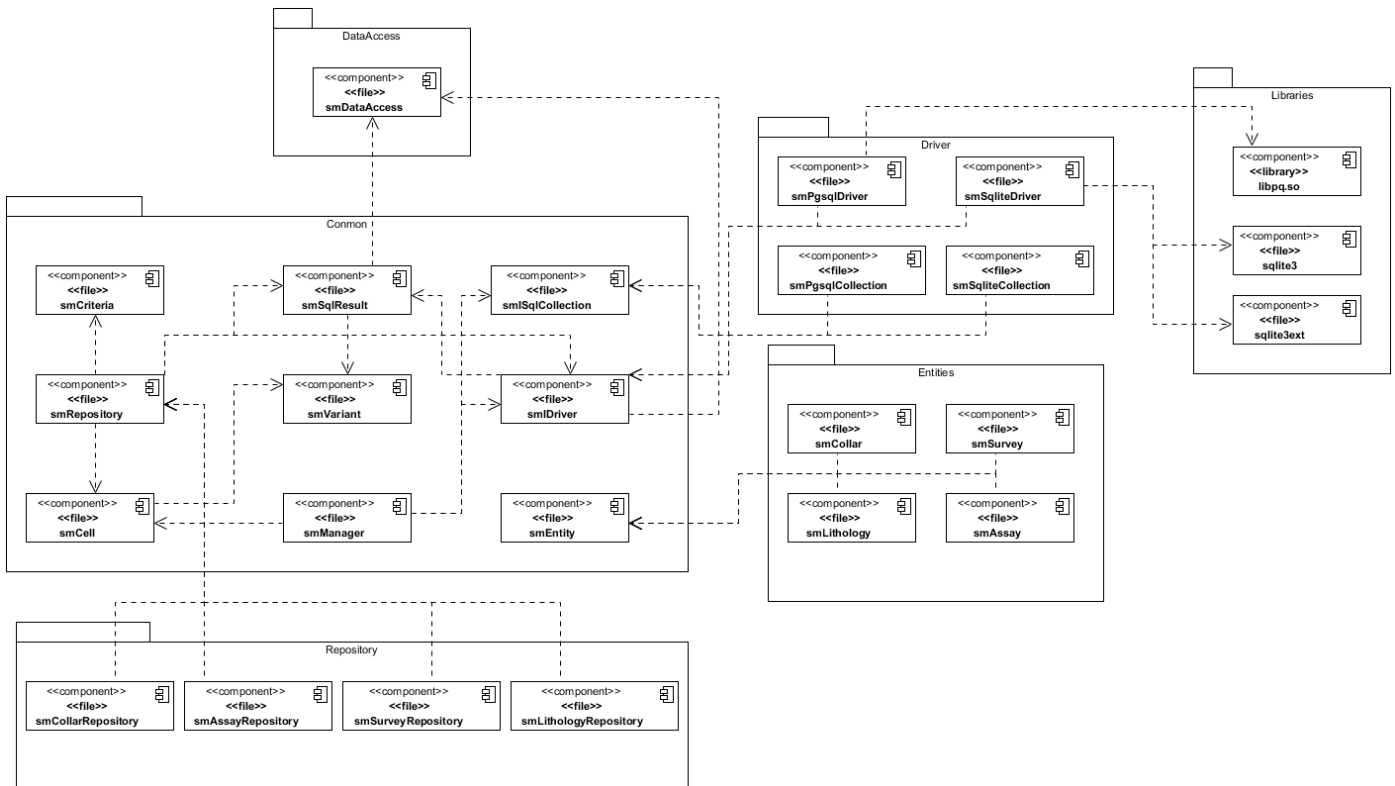 DataAccess
<<component>>
<<file>>
smDataAccess
Conmon
<<component>>
<<file>>
smCriteria
<<component>>
<<file>>
smSqlResult
<<component>>
<<file>>
smISqlCollection
<<component>>
<<file>>
smRepository
<<component>>
<<file>>
smVariant
<<component>>
<<file>>
smIDriver
<<component>>
<<file>>
smCell
<<component>>
<<file>>
smManager
<<component>>
<<file>>
smEntity
Driver
<<component>>
<<file>>
smPgsqlDriver
<<component>>
<<file>>
smSqliteDriver
<<component>>
<<file>>
smPgsqlCollection
<<component>>
<<file>>
smSqliteCollection
Libraries
<<component>>
<<library>>
libpq.so
<<component>>
<<file>>
sqlite3
<<component>>
<<file>>
sqlite3ext
Entities
<<component>>
<<file>>
smCollar
<<component>>
<<file>>
smSurvey
<<component>>
<<file>>
smLithology
<<component>>
<<file>>
smAssay
Repository
<<component>>
<<file>>
smCollarRepository
<<component>>
<<file>>
smAssayRepository
<<component>>
<<file>>
smSurveyRepository
<<component>>
<<file>>
smLithologyRepository